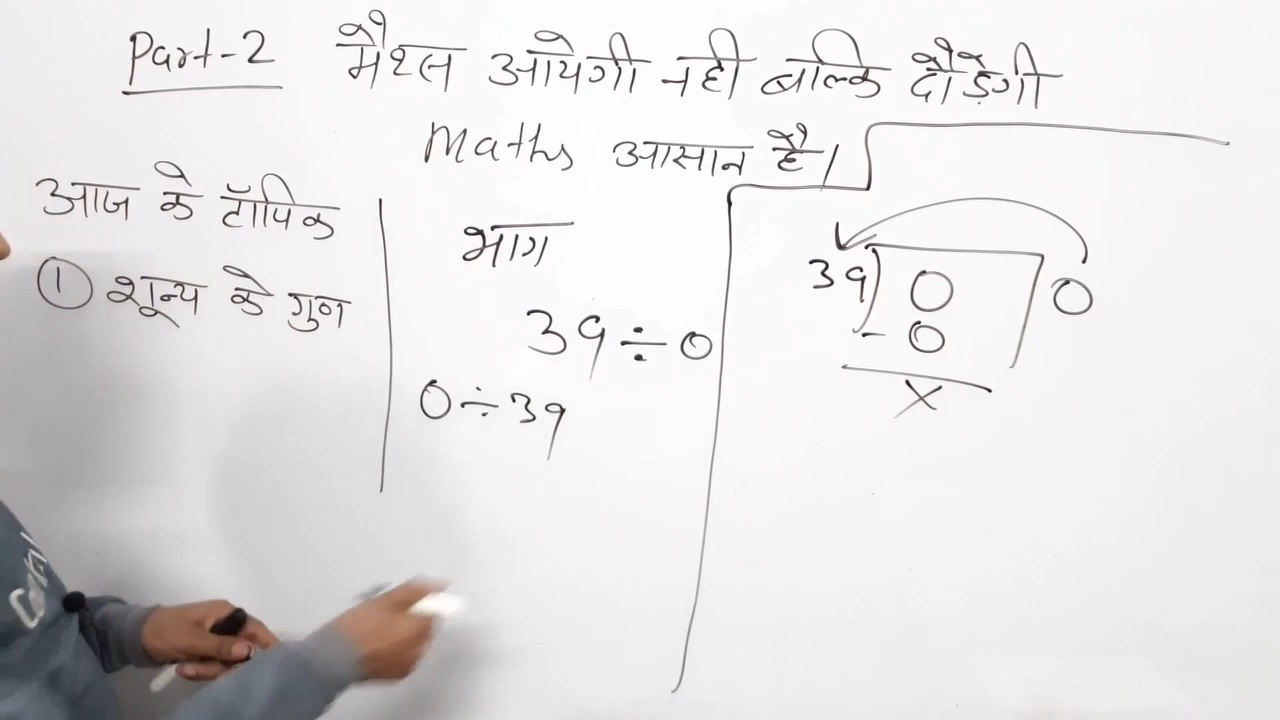 Part-2 मैथ्स आयेगी नही बल्कि दौड़ेगी
Maths आसान है।
आज के टॉपिक
① शून्य के गुण
भाग
39 ÷ 0
0 ÷ 39
39) 0 0
- 0
X